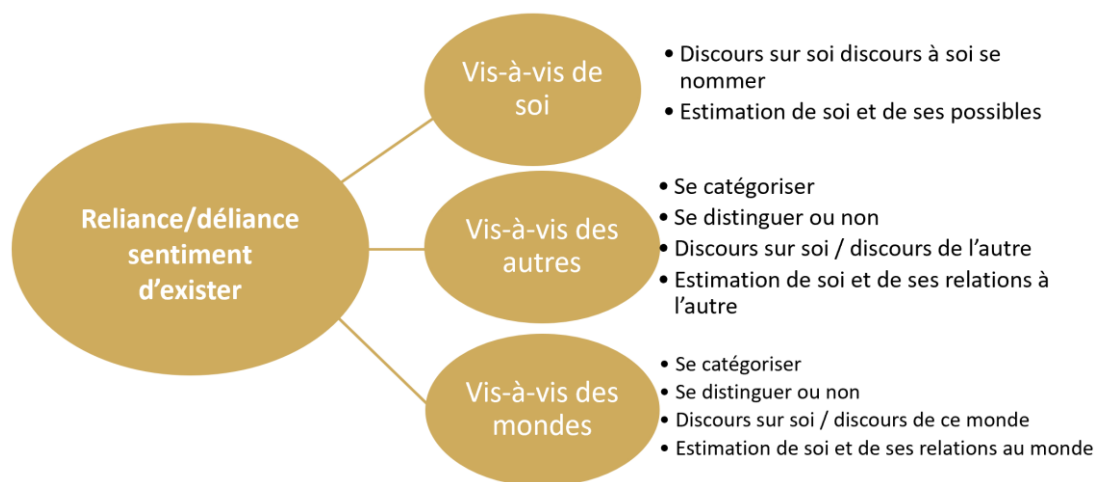 Reliance/déliance
sentiment
d'exister
Vis-à-vis de
soi
• Discours sur soi discours à soi se
nommer
• Estimation de soi et de ses possibles
Vis-à-vis des
autres
• Se catégoriser
• Se distinguer ou non
• Discours sur soi / discours de l'autre
• Estimation de soi et de ses relations à
l'autre
Vis-à-vis des
mondes
• Se catégoriser
• Se distinguer ou non
• Discours sur soi / discours de ce monde
• Estimation de soi et de ses relations au monde